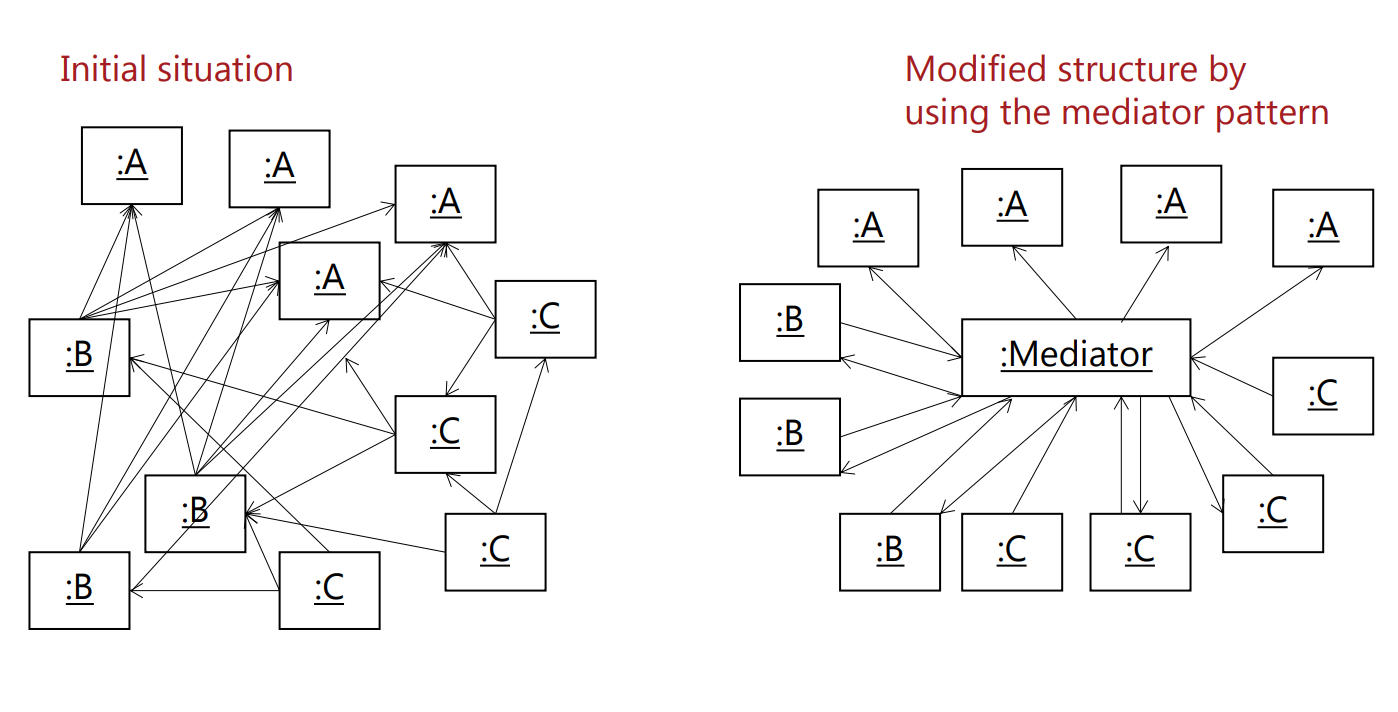 Initial situation
Modified structure by
using the mediator pattern
:A
:A
:A
:A
:C
:B
:C
:B
:C
:B
:C
:A
:A
:A
:A
:B
:Mediator
:C
:B
:C
:B
:C
:C